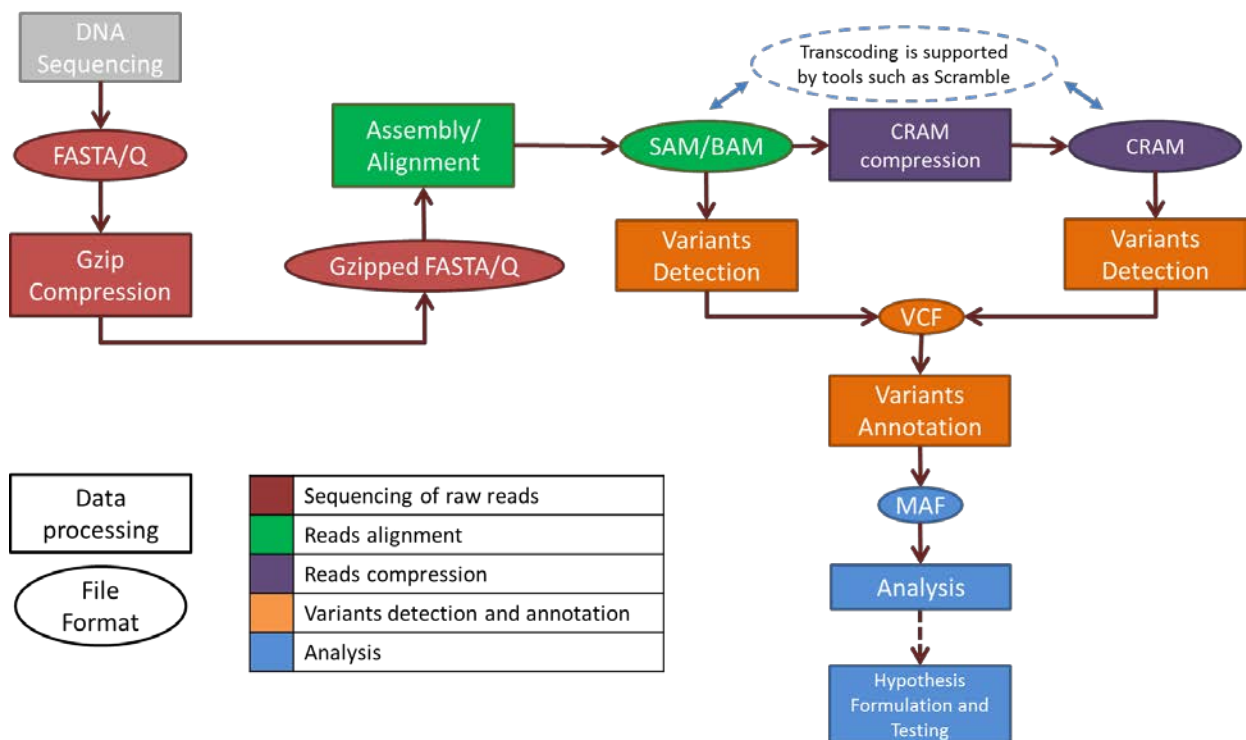 DNA
Sequencing
FASTA/Q
Gzip
Compression
Gzipped FASTA/Q
Assembly/
Alignment
SAM/BAM
Transcoding is supported
by tools such as Scramble
CRAM
compression
CRAM
Variants
Detection
Variants
Detection
VCF
Variants
Annotation
MAF
Analysis
Hypothesis
Formulation and
Testing
Data
processing
File
Format
Sequencing of raw reads
Reads alignment
Reads compression
Variants detection and annotation
Analysis